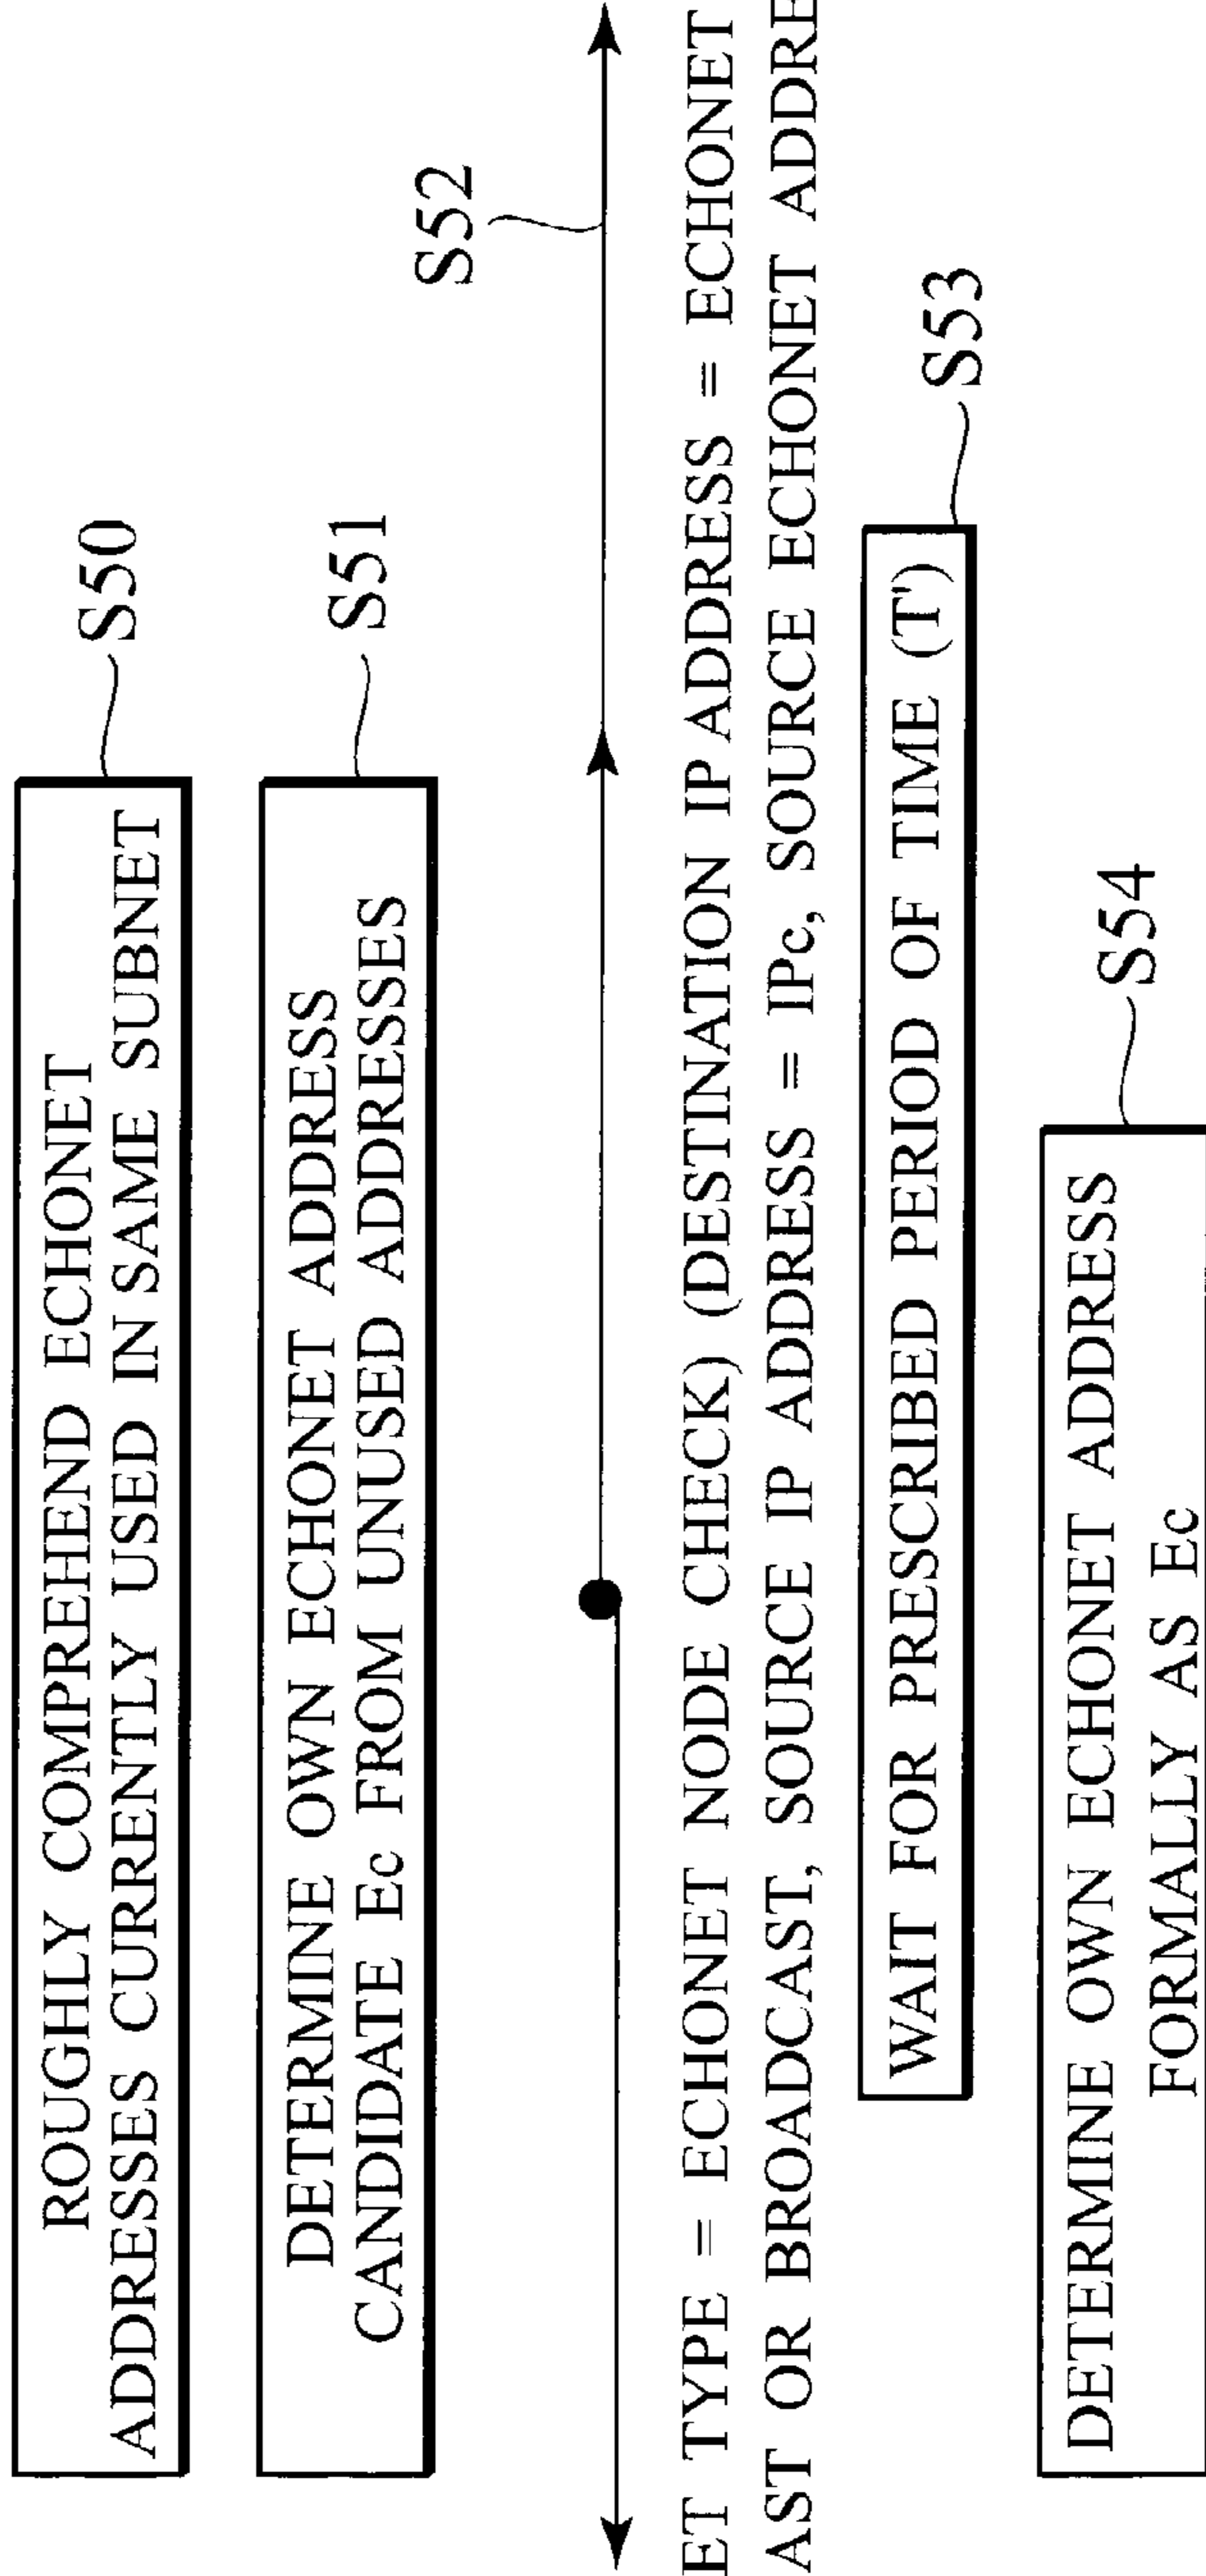 ROUGHLY COMPREHEND ECHONET
ADDRESSES CURRENTLY USED IN SAME SUBNET
S50
DETERMINE OWN ECHONET ADDRESS
CANDIDATE Ec FROM UNUSED ADDRESSES
S51
S52
ET TYPE = ECHONET NODE CHECK) (DESTINATION IP ADDRESS = ECHONET
AST OR BROADCAST, SOURCE IP ADDRESS = IPc, SOURCE ECHONET ADDRE
WAIT FOR PRESCRIBED PERIOD OF TIME (T')
S53
DETERMINE OWN ECHONET ADDRESS
FORMALLY AS Ec
S54